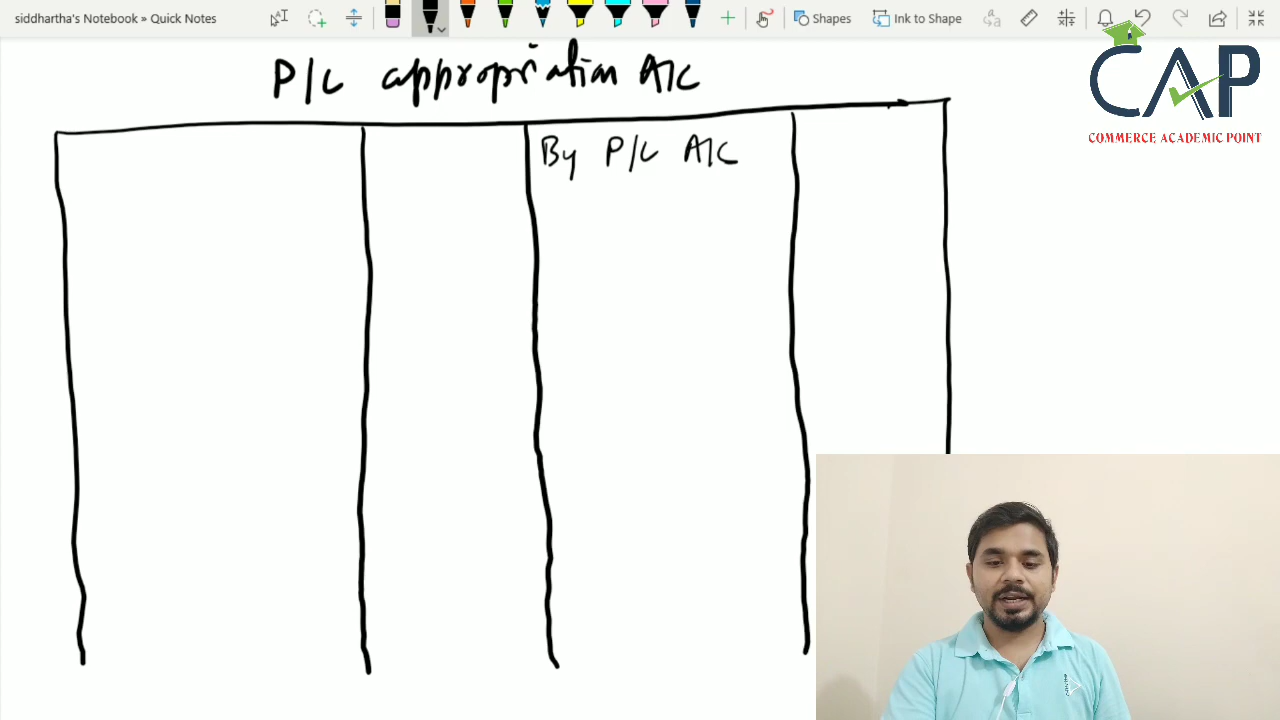 siddhartha's Notebook » Quick Notes
Shapes
Ink to Shape
CAP
COMMERCE ACADEMIC POINT
P/L appropriation A/C
By P/L A/C